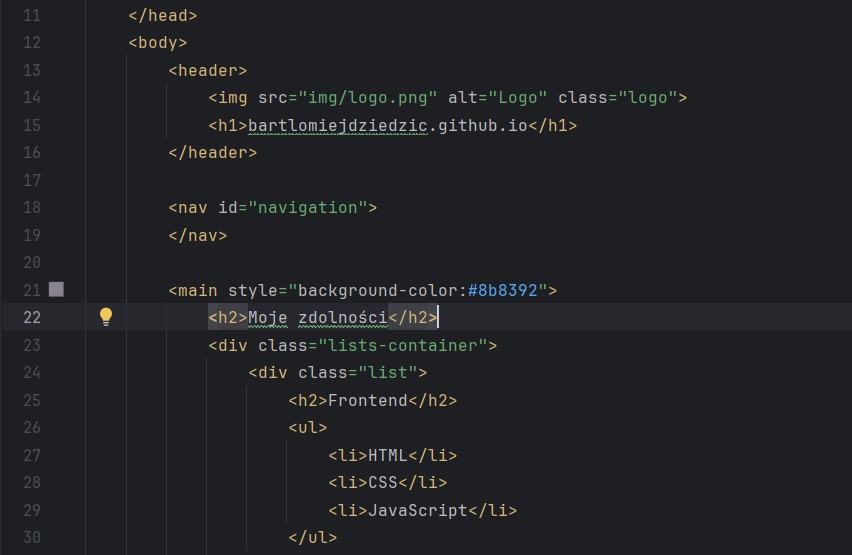 11 </head>
12 <body>
13 <header>
14 <img src="img/logo.png" alt="Logo" class="logo">
15 <h1>bartlomiejdziedzic.github.io</h1>
16 </header>
17
18 <nav id="navigation">
19 </nav>
20
21 <main style="background-color:#8b8392">
22 <h2>Moje zdolności</h2>
23 <div class="lists-container">
24 <div class="list">
25 <h2>Frontend</h2>
26 <ul>
27 <li>HTML</li>
28 <li>CSS</li>
29 <li>JavaScript</li>
30 </ul>